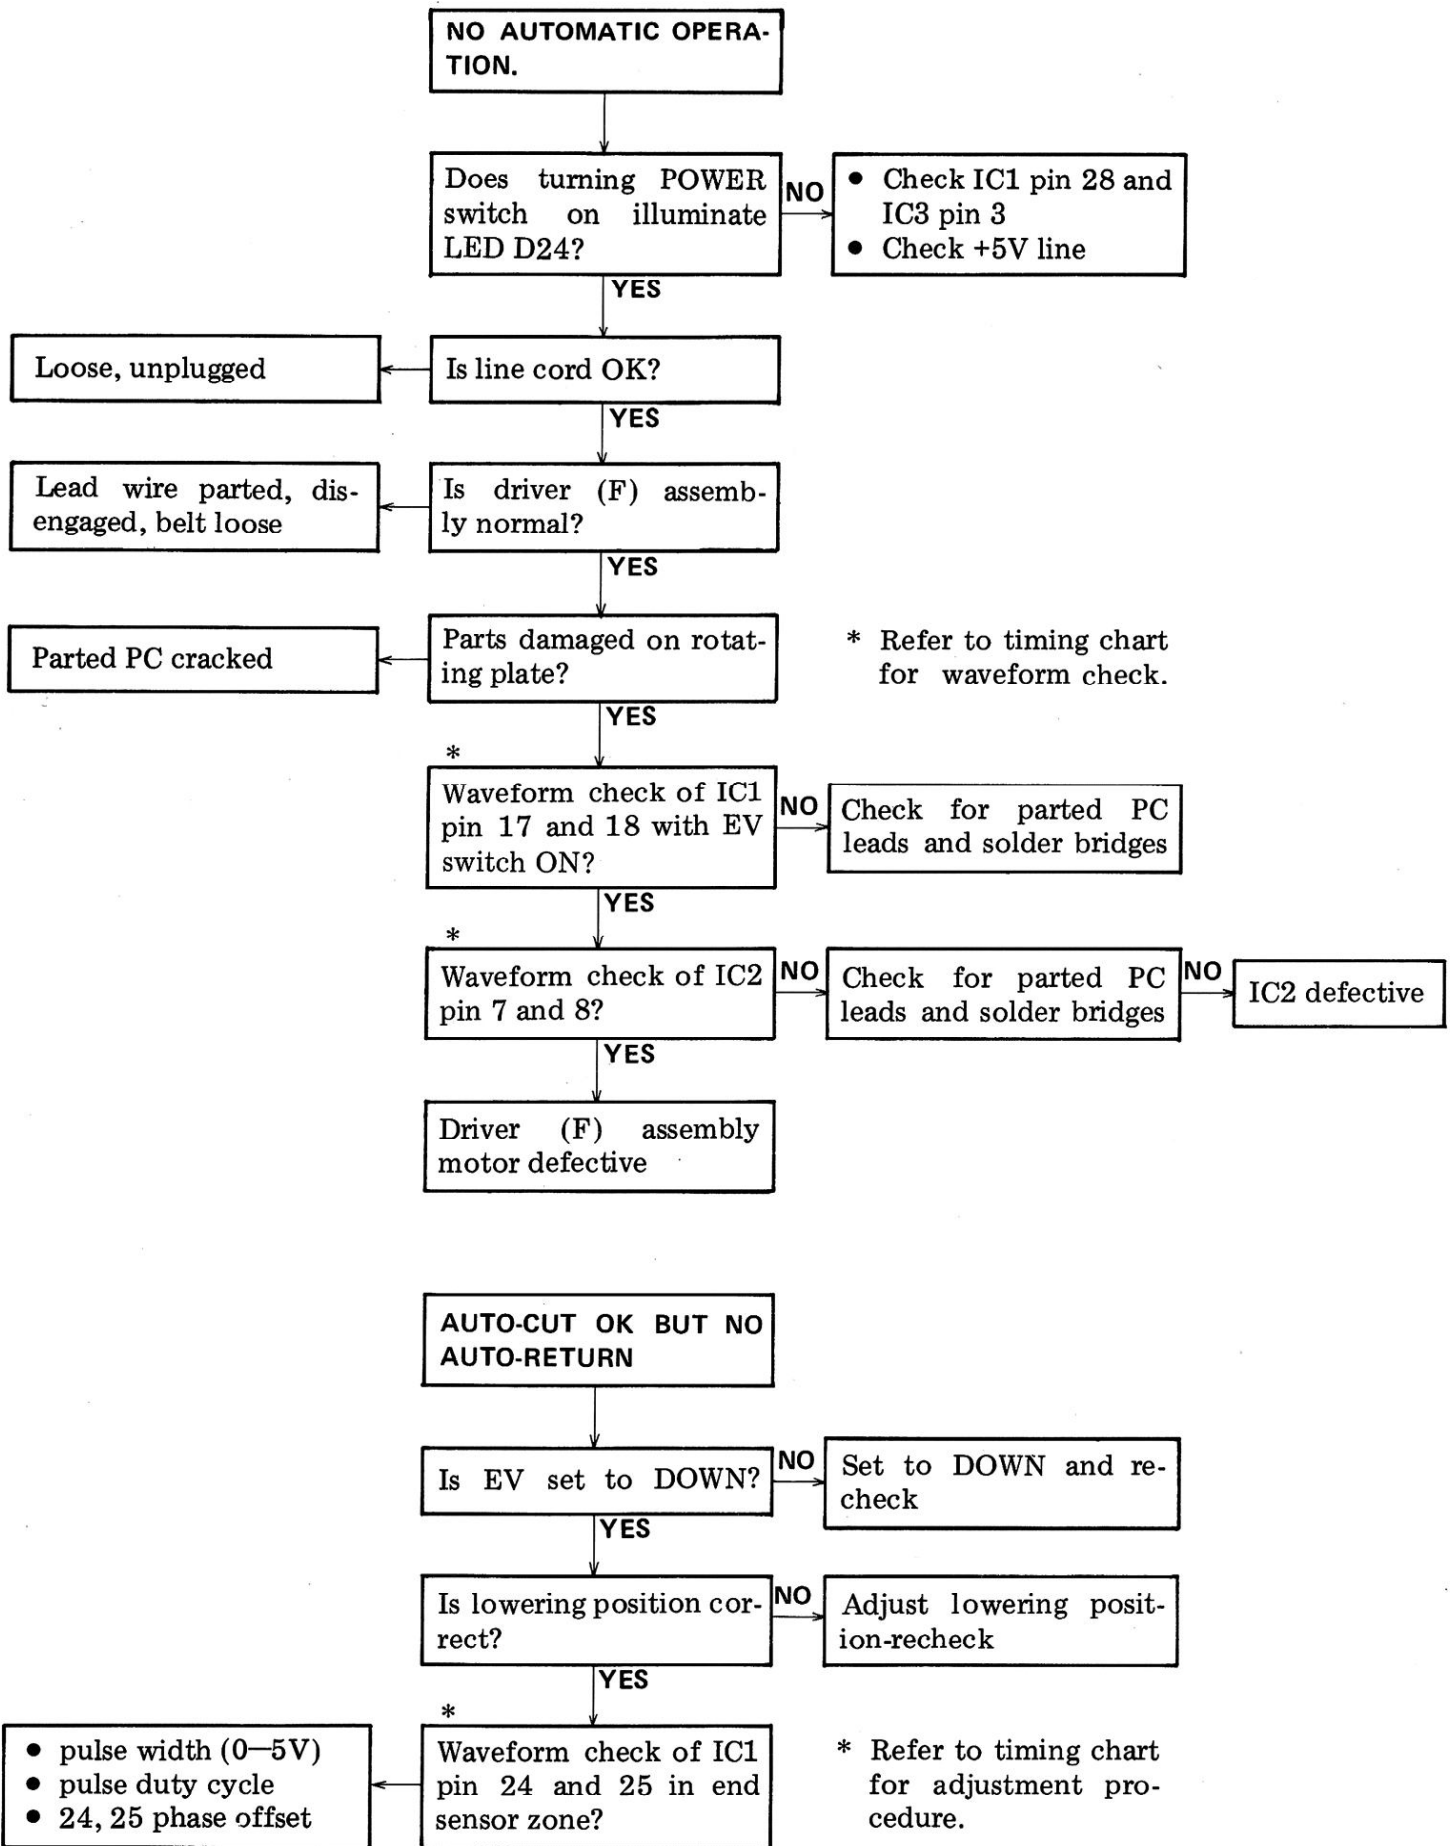 NO AUTOMATIC OPERA-
TION.
Does turning POWER
switch on illuminate
LED D24?
NO
● Check IC1 pin 28 and
IC3 pin 3
● Check +5V line
YES
Loose, unplugged
Is line cord OK?
YES
Lead wire parted, dis-
engaged, belt loose
Is driver (F) assemb-
ly normal?
YES
Parted PC cracked
Parts damaged on rotat-
ing plate?
* Refer to timing chart
for waveform check.
YES
*
Waveform check of IC1
pin 17 and 18 with EV
switch ON?
NO
Check for parted PC
leads and solder bridges
YES
*
Waveform check of IC2
pin 7 and 8?
NO
Check for parted PC
leads and solder bridges
NO
IC2 defective
YES
Driver (F) assembly
motor defective
AUTO-CUT OK BUT NO
AUTO-RETURN
Is EV set to DOWN?
NO
Set to DOWN and re-
check
YES
Is lowering position cor-
rect?
NO
Adjust lowering posit-
ion-recheck
YES
*
● pulse width (0—5V)
● pulse duty cycle
● 24, 25 phase offset
Waveform check of IC1
pin 24 and 25 in end
sensor zone?
* Refer to timing chart
for adjustment pro-
cedure.